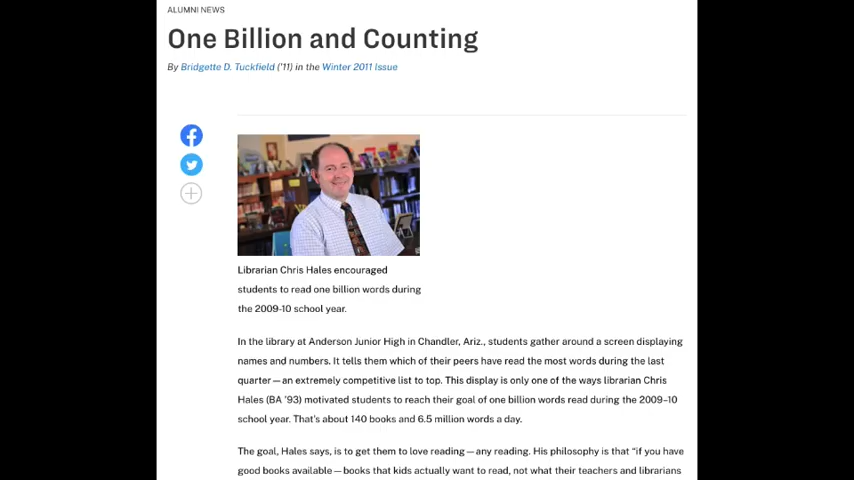 ALUMNI NEWS
One Billion and Counting
By Bridgette D. Tuckfield ('11) in the Winter 2011 Issue
Librarian Chris Hales encouraged
students to read one billion words during
the 2009-10 school year.
In the library at Anderson Junior High in Chandler, Ariz., students gather around a screen displaying
names and numbers. It tells them which of their peers have read the most words during the last
quarter—an extremely competitive list to top. This display is only one of the ways librarian Chris
Hales (BA ’93) motivated students to reach their goal of one billion words read during the 2009–10
school year. That’s about 140 books and 6.5 million words a day.
The goal, Hales says, is to get them to love reading—any reading. His philosophy is that “if you have
good books available—books that kids actually want to read, not what their teachers and librarians